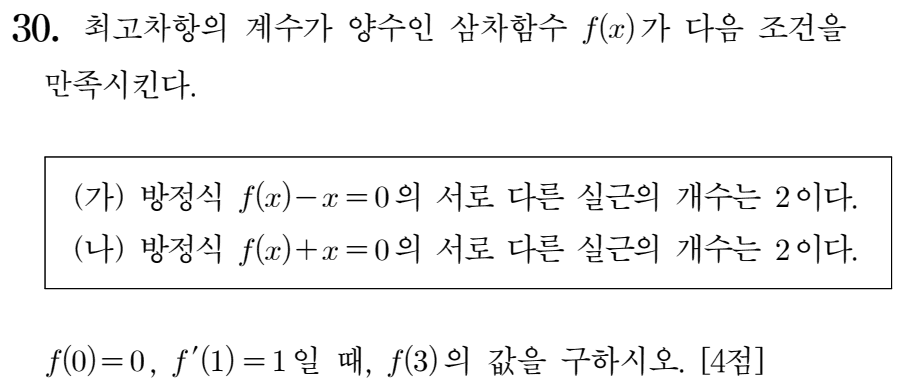 30. 최고차항의 계수가 양수인 삼차함수 f(x)가 다음 조건을
만족시킨다.
(가) 방정식 f(x)−x=0의 서로 다른 실근의 개수는 2이다.
(나) 방정식 f(x)+x=0의 서로 다른 실근의 개수는 2이다.
f(0)=0, f′(1)=1일 때, f(3)의 값을 구하시오. [4점]